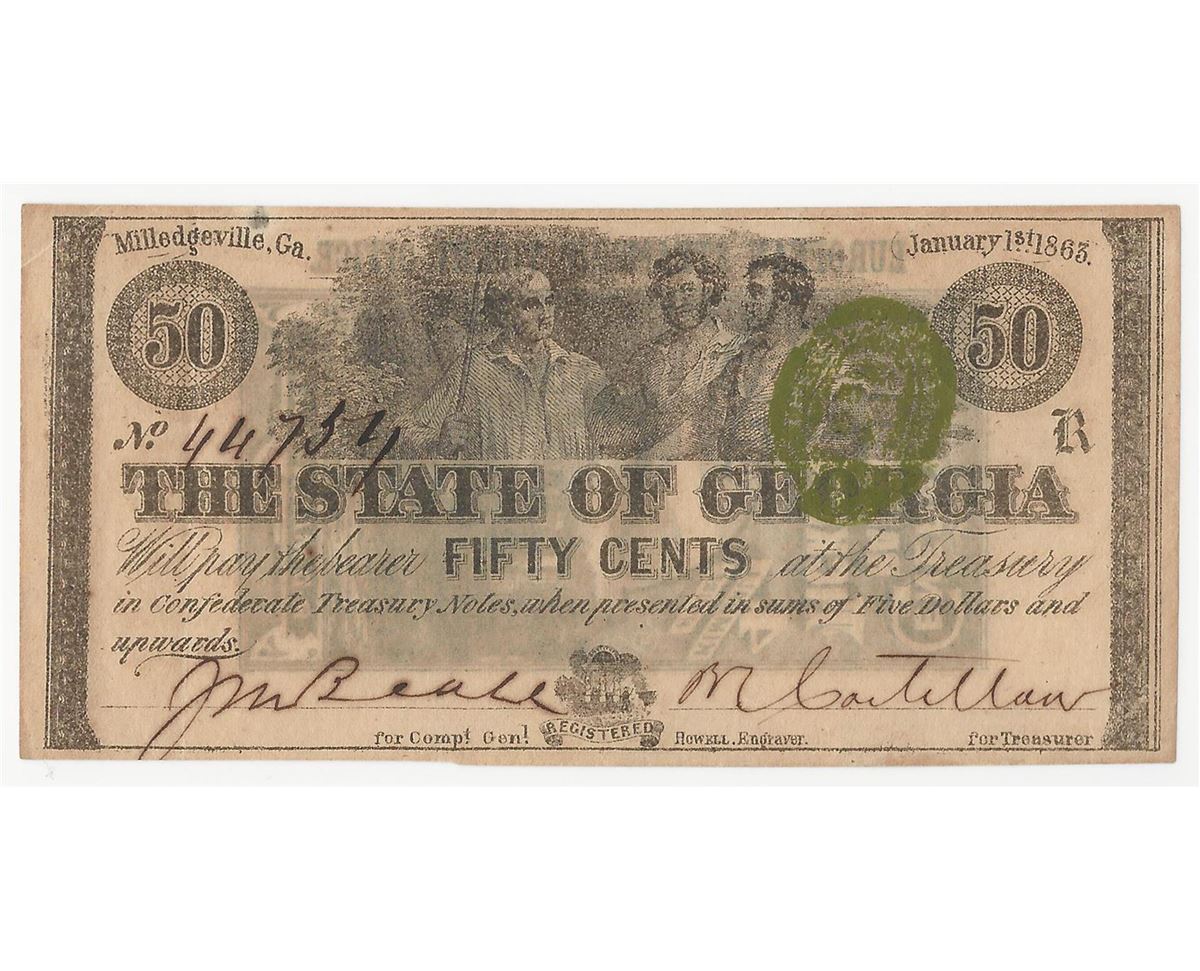 Milledgeville, Ga.
January 1st 1863.
50
50
No. 44754
R
THE STATE OF GEORGIA
Will pay the bearer FIFTY CENTS at the Treasury
in Confederate Treasury Notes, when presented in sums of Five Dollars and
upwards.
for Compt. Genl.
REGISTERED
Howell, Engraver.
for Treasurer